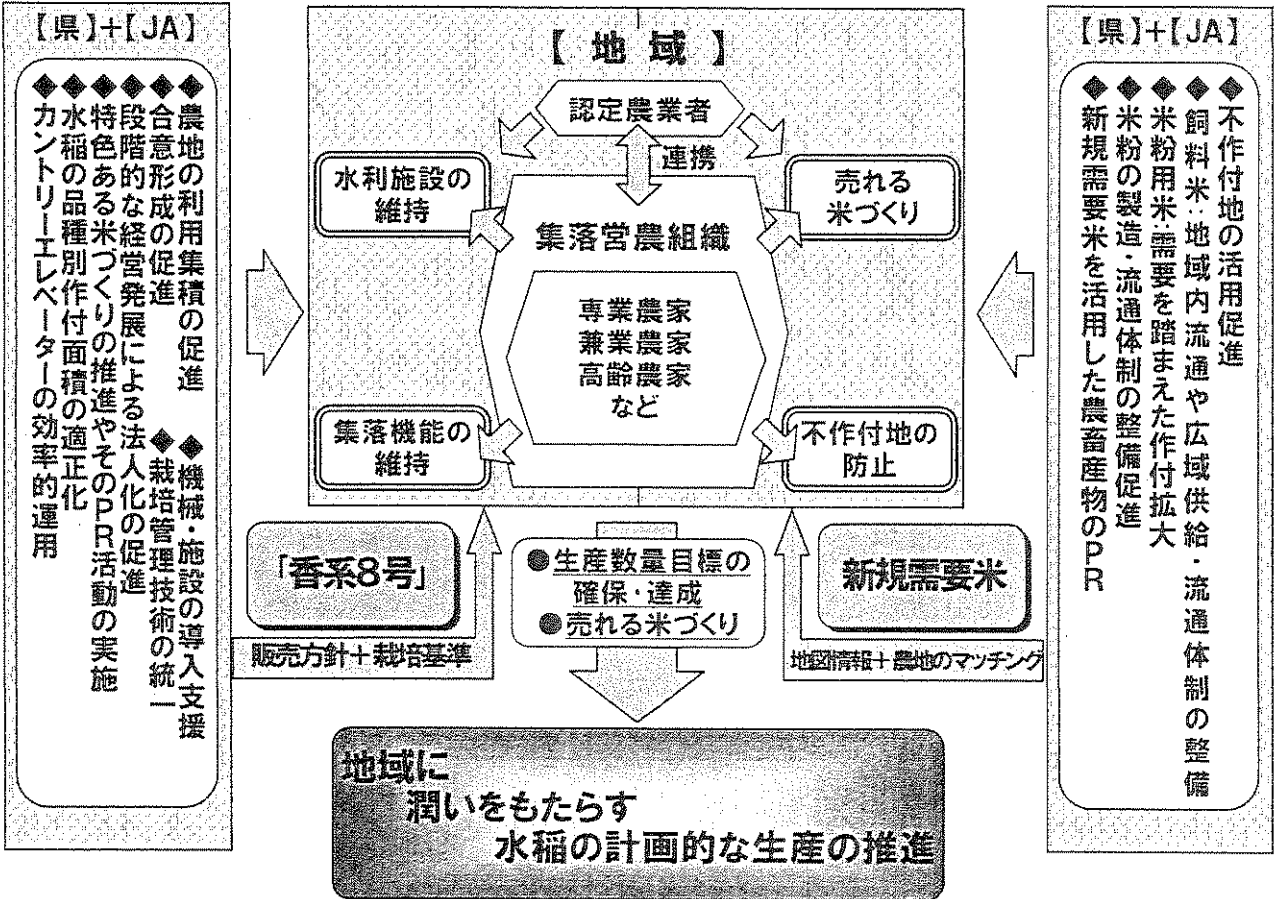 【県】+【JA】
◆農地の利用集積の促進　◆機械・施設の導入支援
◆合意形成の促進　◆栽培管理技術の統一
◆段階的な経営発展による法人化の促進
◆特色ある米づくりの推進やそのPR活動の実施
◆水稲の品種別作付面積の適正化
◆カントリーエレベーターの効率的運用
【地域】
認定農業者
連携
水利施設の
維持
売れる
米づくり
集落営農組織
専業農家
兼業農家
高齢農家
など
集落機能の
維持
不作付地の
防止
「香系8号」
販売方針+栽培基準
●生産数量目標の
確保・達成
●売れる米づくり
新規需要米
地図情報+農地のマッチング
地域に
潤いをもたらす
水稲の計画的な生産の推進
【県】+【JA】
◆不作付地の活用促進
◆飼料米:地域内流通や広域供給・流通体制の整備
◆米粉用米:需要を踏まえた作付拡大
◆米粉の製造・流通体制の整備促進
◆新規需要米を活用した農畜産物のPR